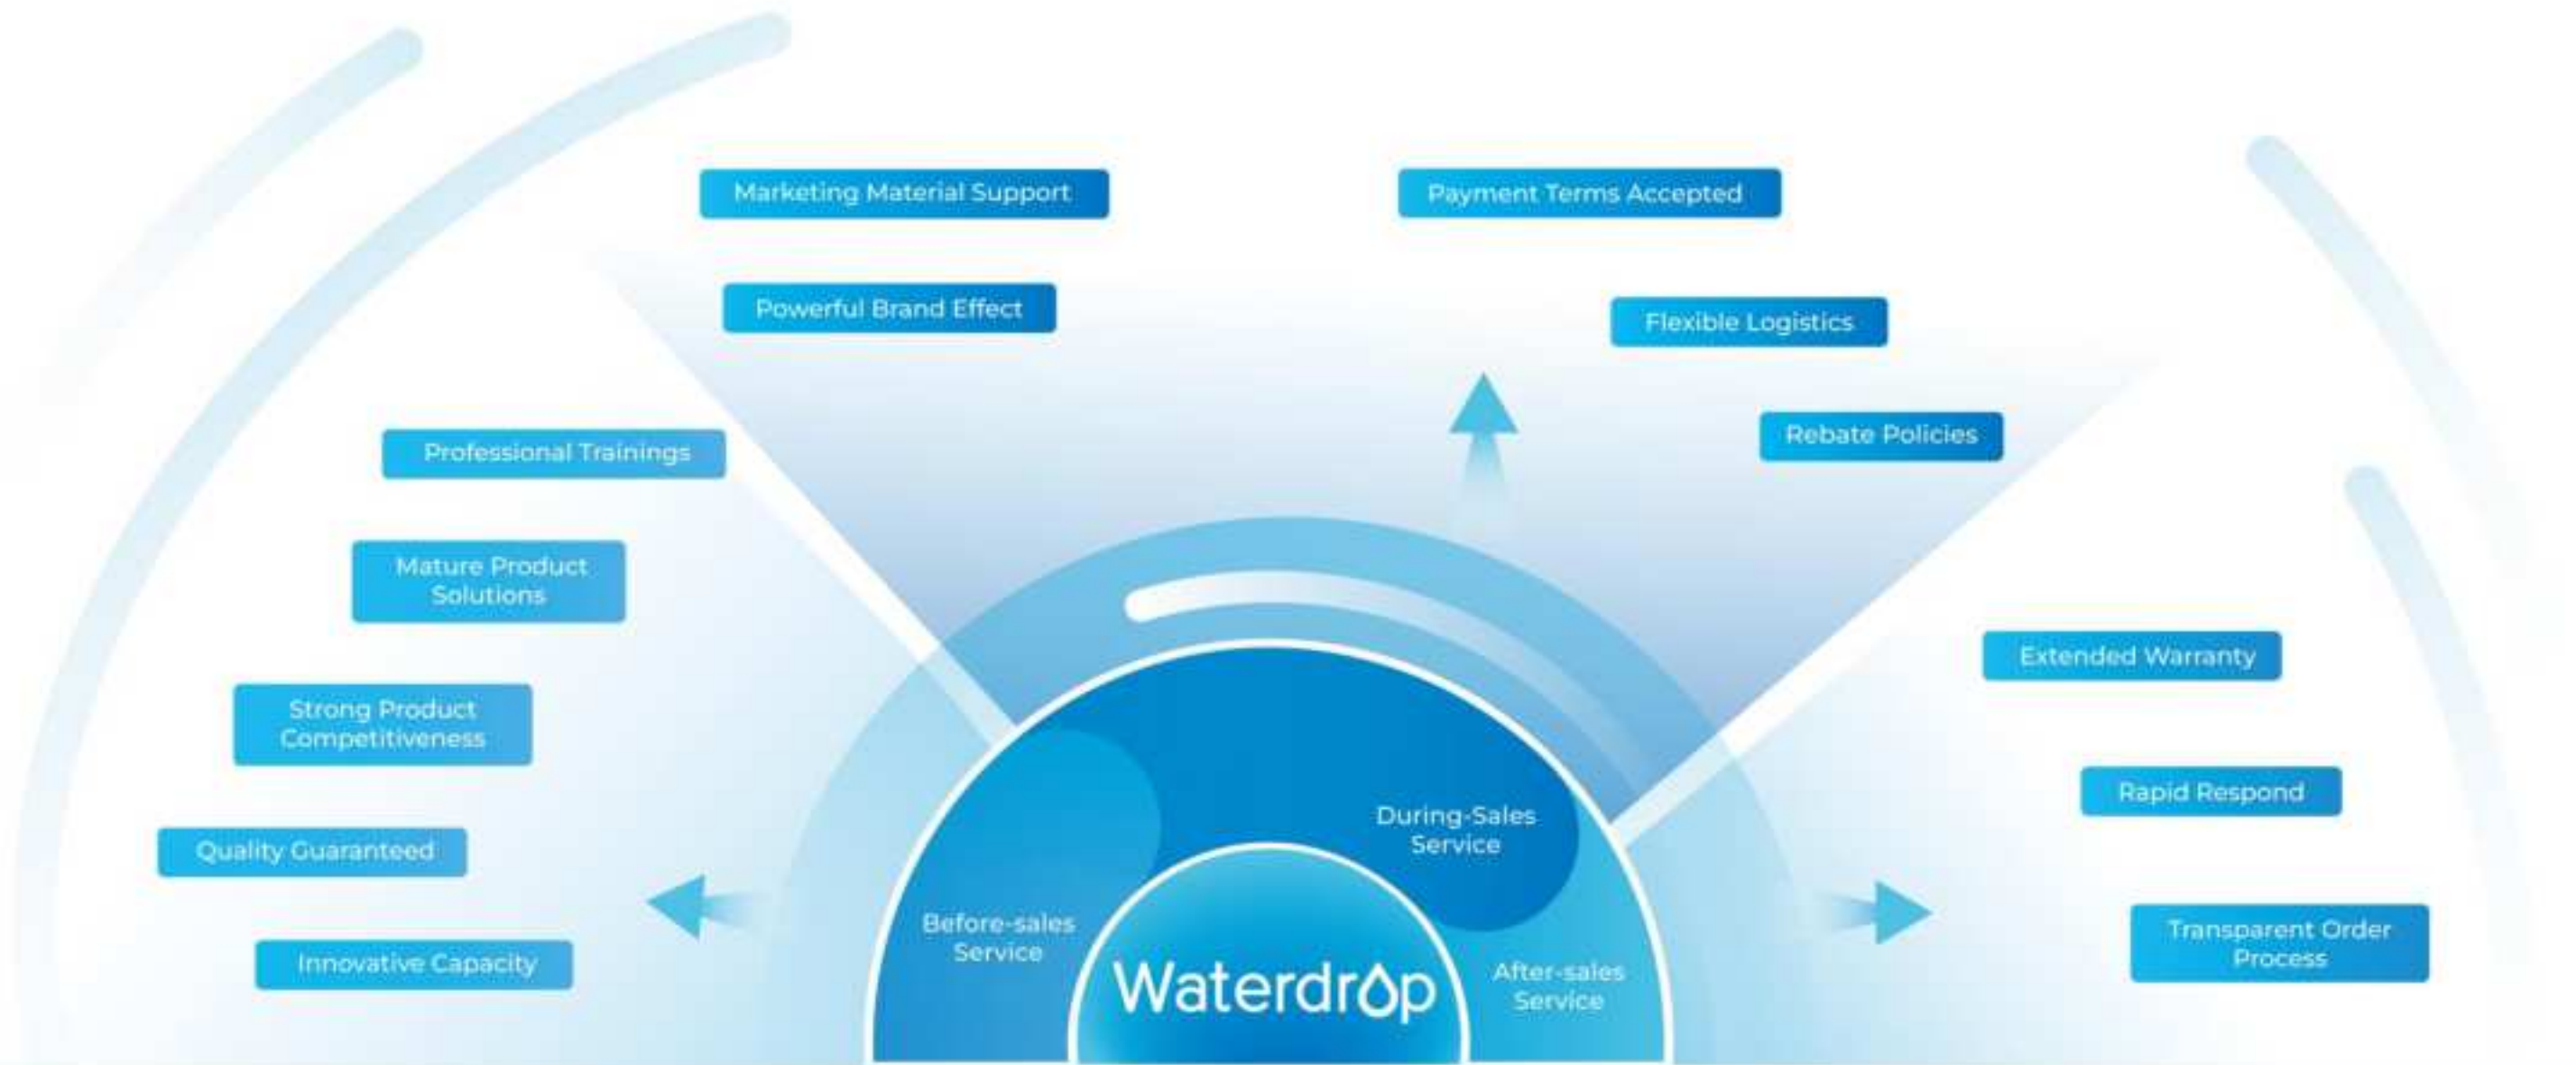 Marketing Material Support
Payment Terms Accepted
Powerful Brand Effect
Flexible Logistics
Rebate Policies
Professional Trainings
Mature Product
Solutions
Strong Product
Competitiveness
Quality Guaranteed
Innovative Capacity
Extended Warranty
Rapid Respond
Transparent Order
Process
During-Sales
Service
Before-sales
Service
After-sales
Service
Waterdrop